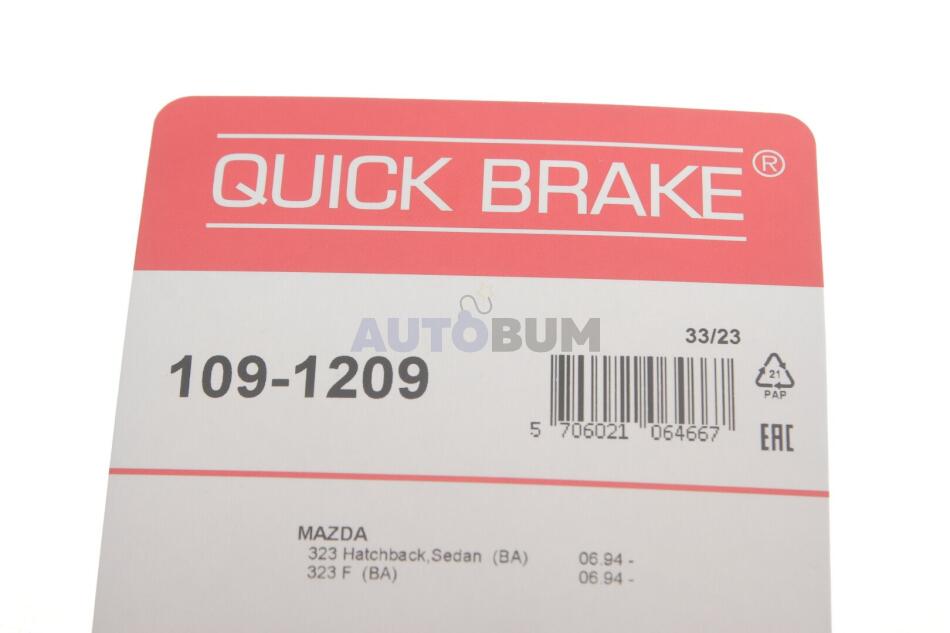 QUICK BRAKE®
AUTOBUM
33/23
109-1209
21
PAP
5 706021 064667
EAC
MAZDA
323 Hatchback,Sedan (BA) 06.94 -
323 F (BA) 06.94 -